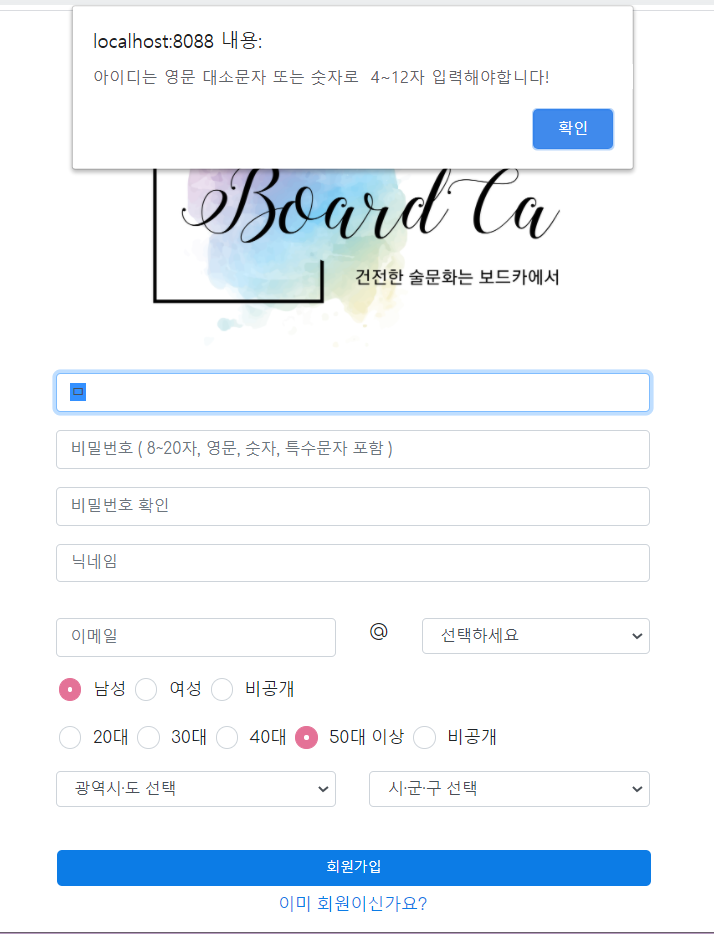 localhost:8088 내용:
아이디는 영문 대소문자 또는 숫자로 4~12자 입력해야합니다!
확인
Board Ca
건전한 술문화는 보드카에서
ㅁ
비밀번호 ( 8~20자, 영문, 숫자, 특수문자 포함 )
비밀번호 확인
닉네임
이메일 @ 선택하세요
남성 여성 비공개
20대 30대 40대 50대 이상 비공개
광역시·도 선택 시·군·구 선택
회원가입
이미 회원이신가요?